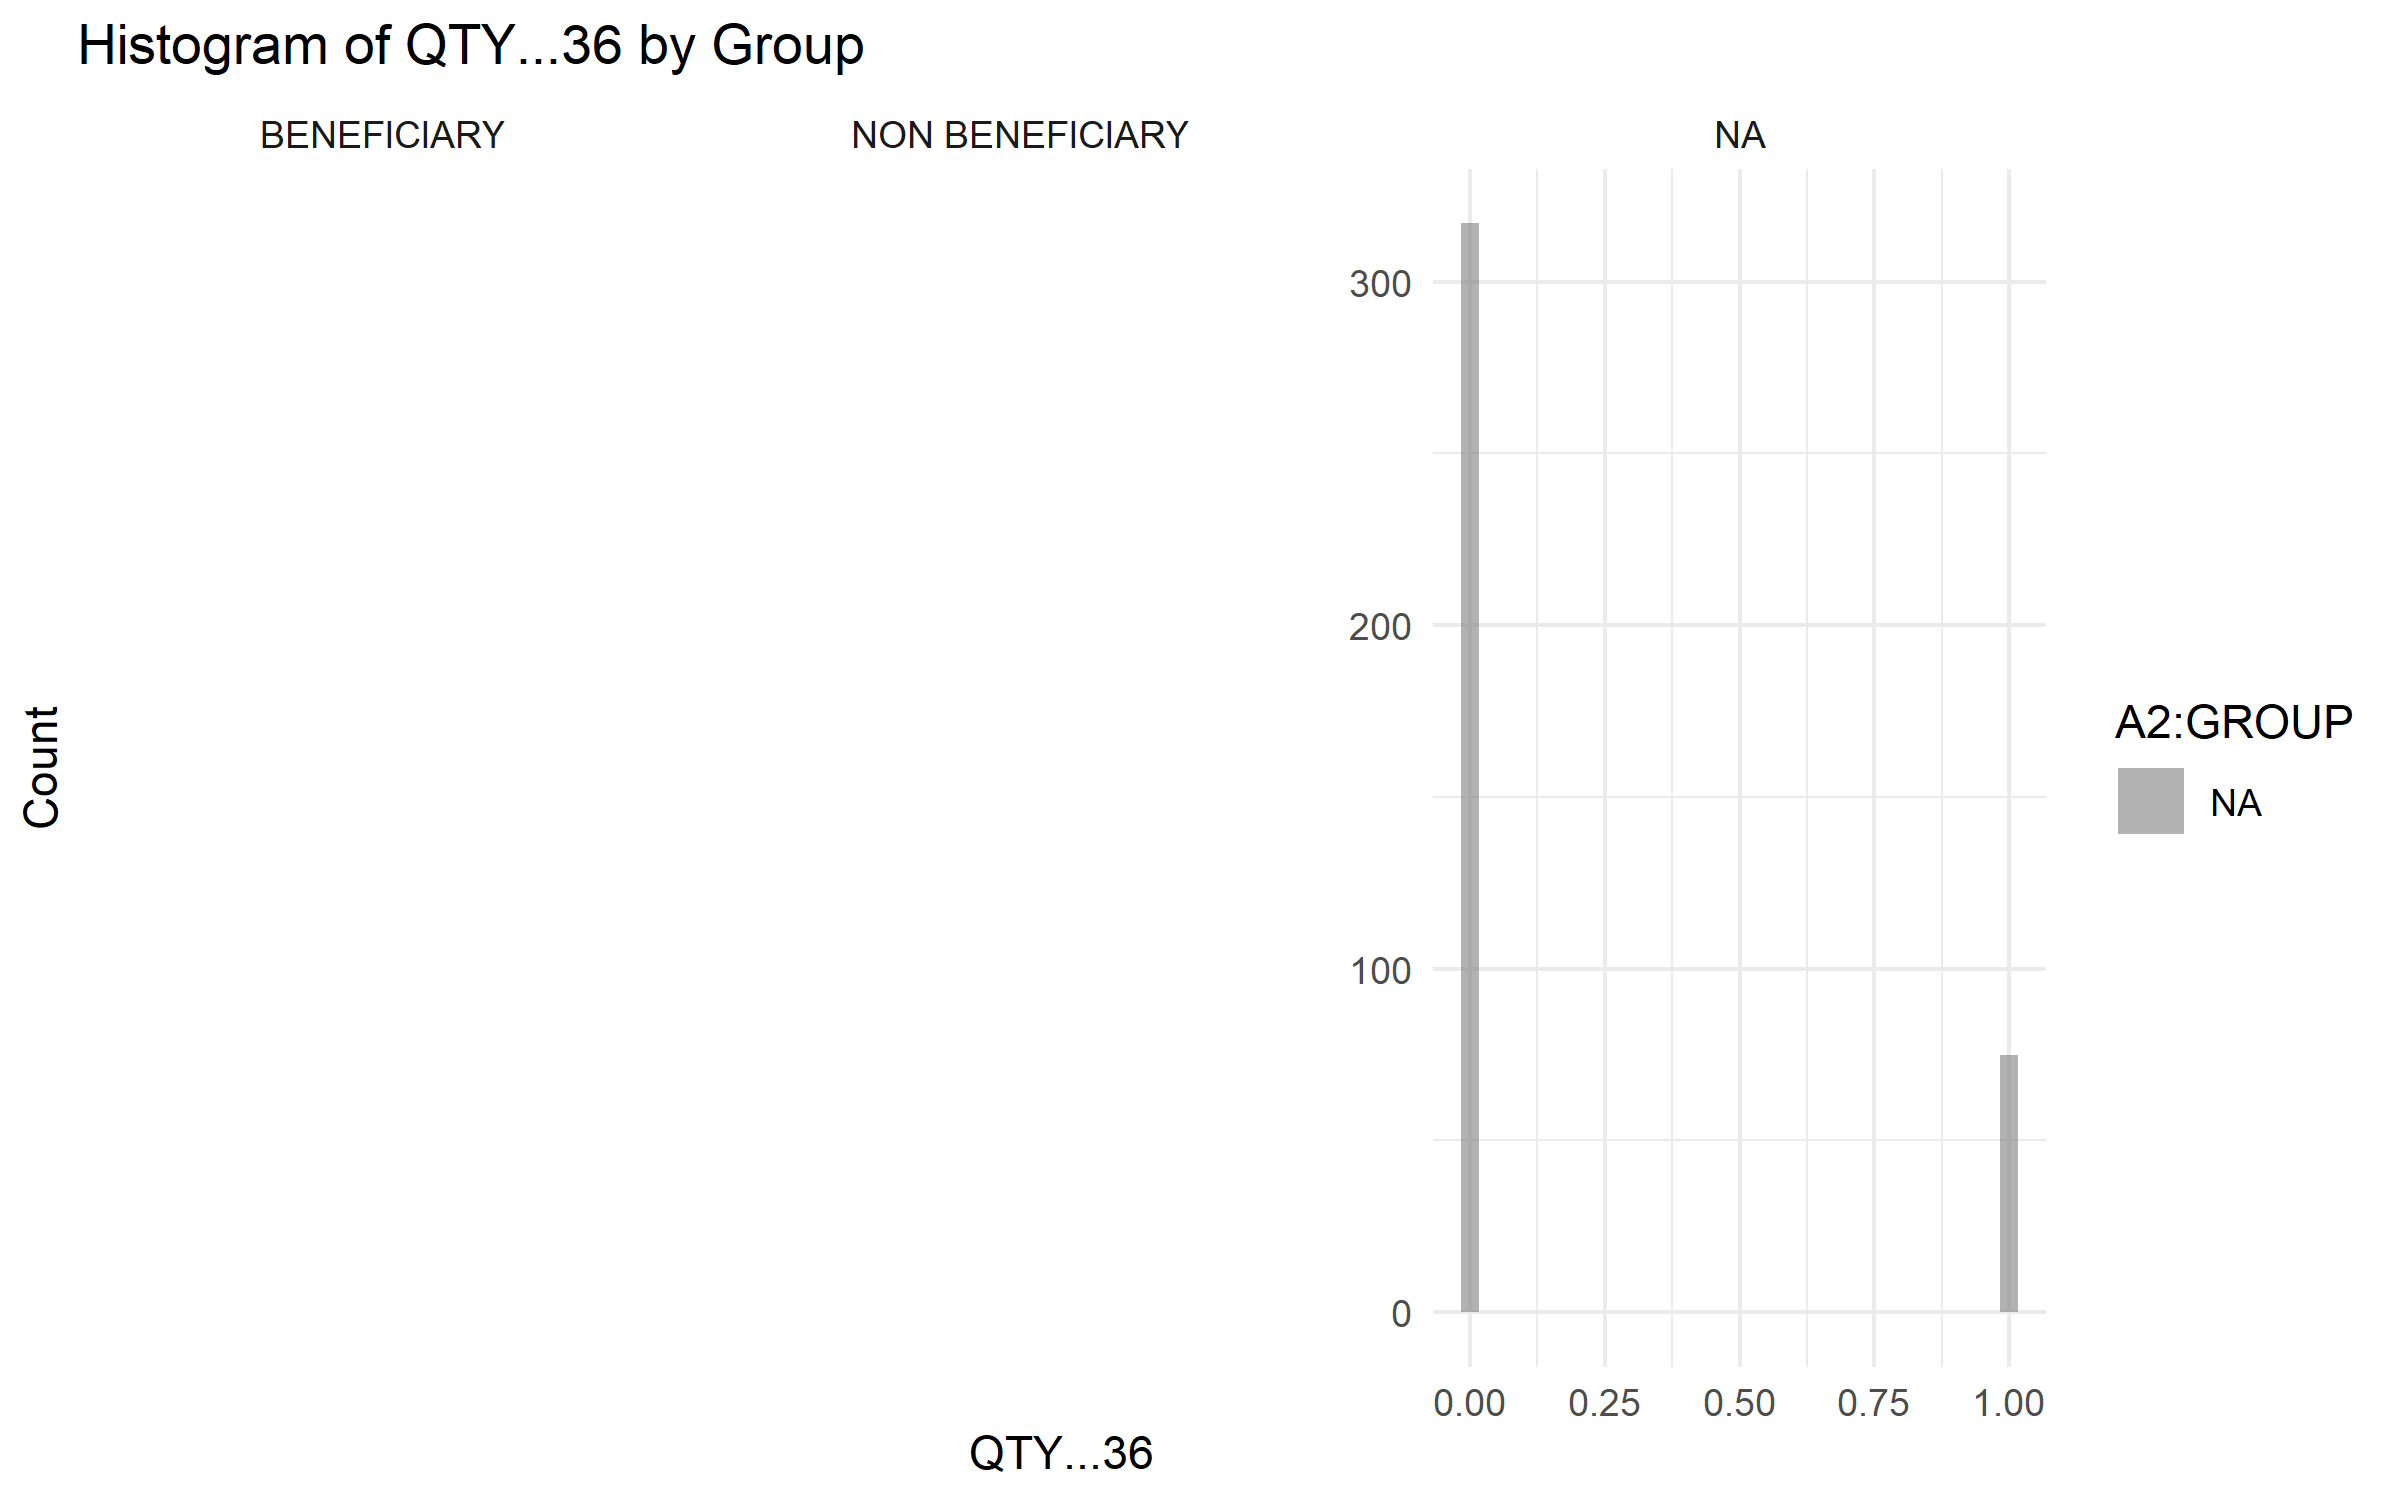 Histogram of QTY...36 by Group
BENEFICIARY
NON BENEFICIARY
NA
Count
300
200
100
0
0.00
0.25
0.50
0.75
1.00
QTY...36
A2:GROUP
NA